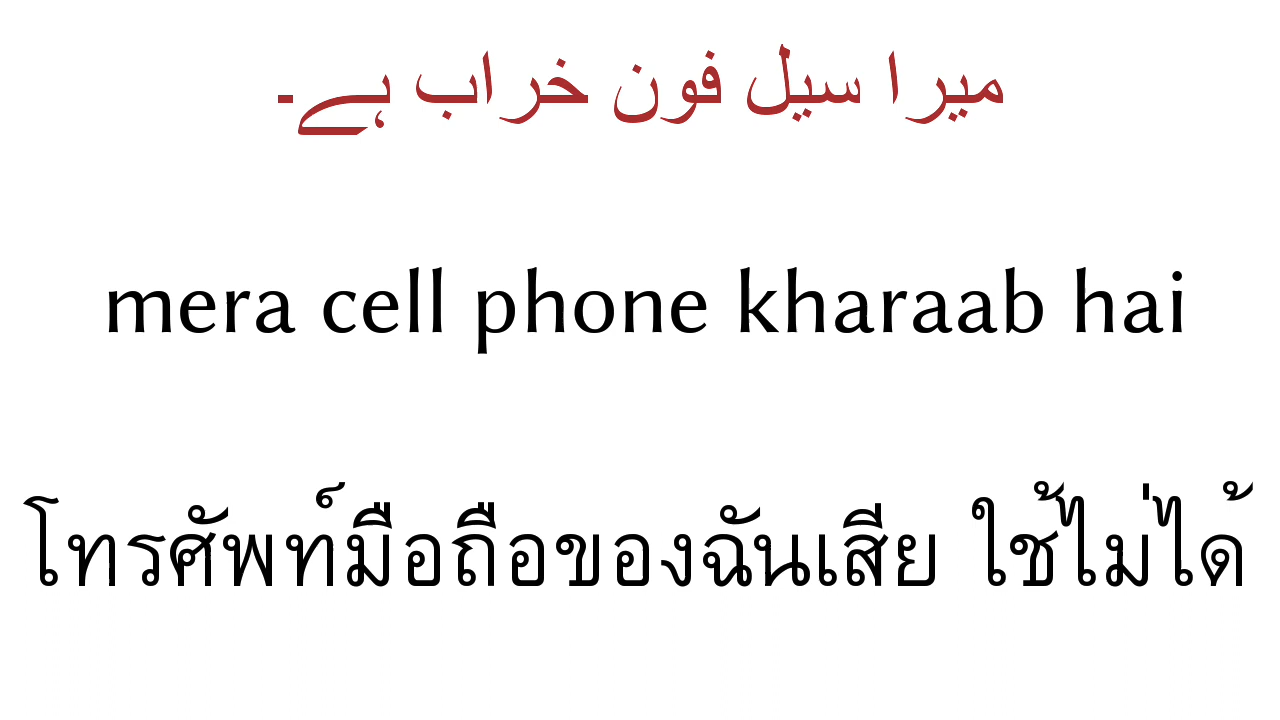 میرا سیل فون خراب ہے۔
mera cell phone kharaab hai
โทรศัพท์มือถือของฉันเสีย ใช้ไม่ได้